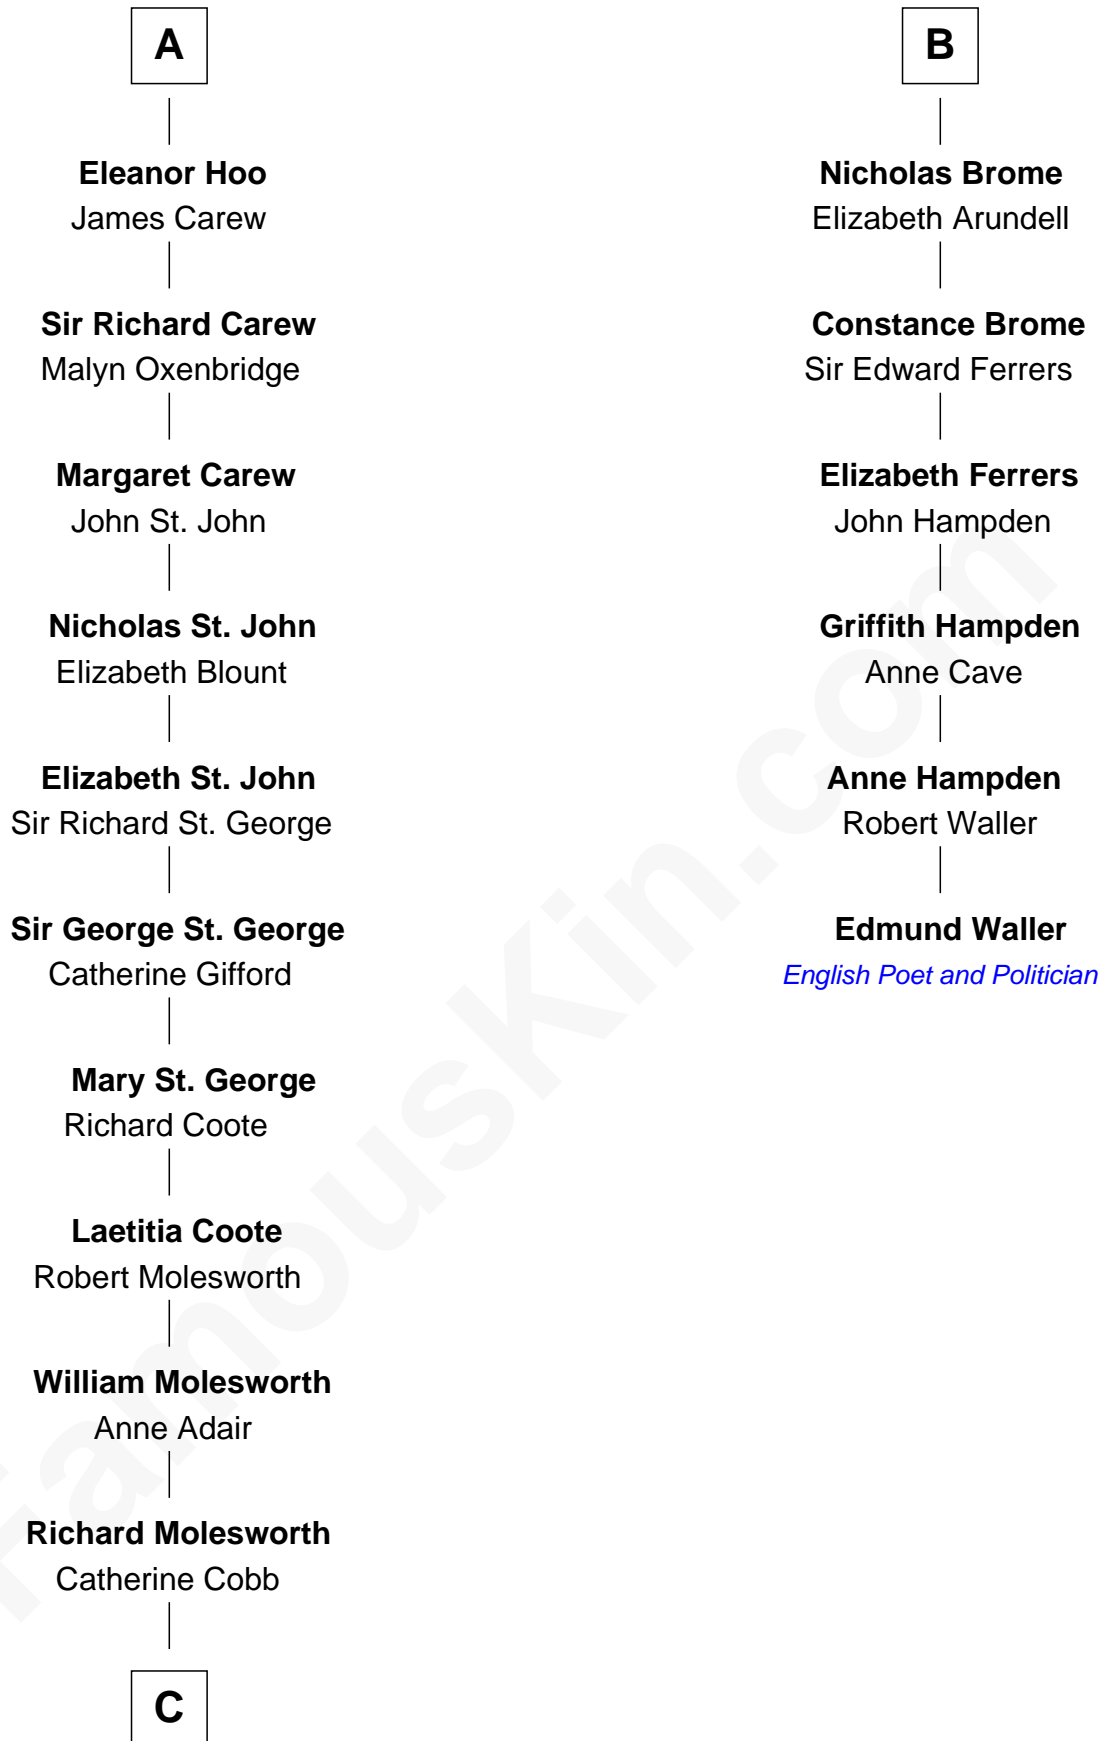 A
Eleanor Hoo
James Carew
Sir Richard Carew
Malyn Oxenbridge
Margaret Carew
John St. John
Nicholas St. John
Elizabeth Blount
Elizabeth St. John
Sir Richard St. George
Sir George St. George
Catherine Gifford
Mary St. George
Richard Coote
Laetitia Coote
Robert Molesworth
William Molesworth
Anne Adair
Richard Molesworth
Catherine Cobb
C
B
Nicholas Brome
Elizabeth Arundell
Constance Brome
Sir Edward Ferrers
Elizabeth Ferrers
John Hampden
Griffith Hampden
Anne Cave
Anne Hampden
Robert Waller
Edmund Waller
English Poet and Politician
FamousKin.com